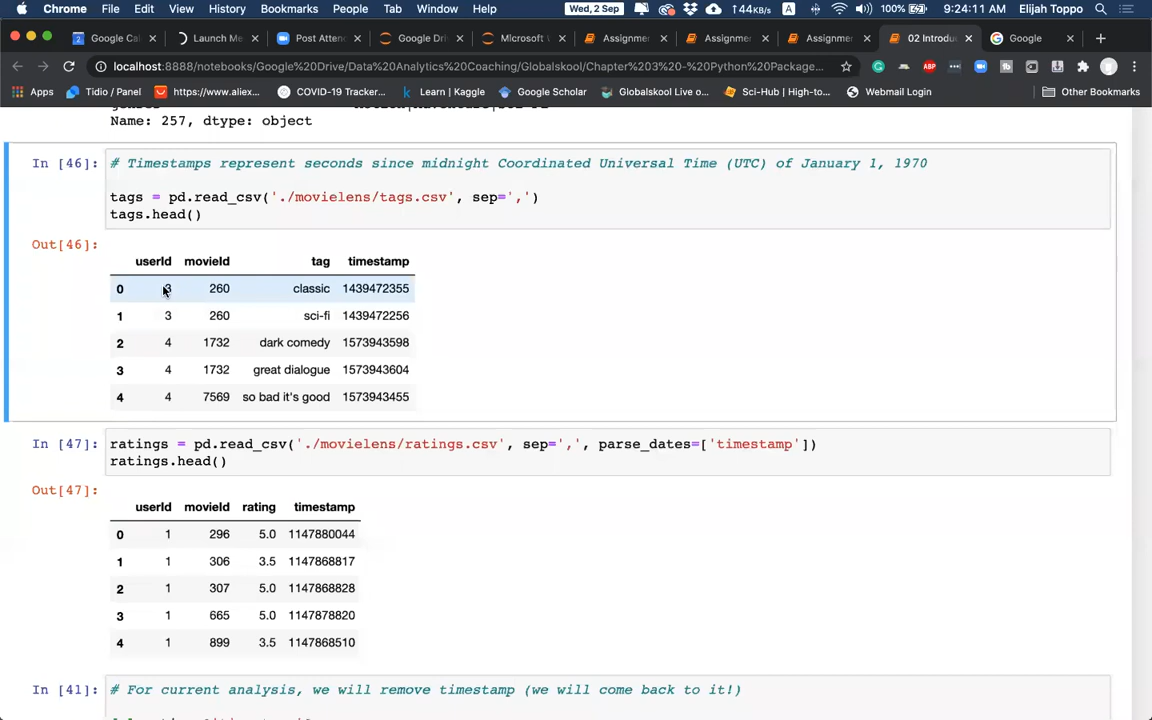 Chrome File Edit View History Bookmarks People Tab Window Help Wed, 2 Sep 44KB/s A 100% 9:24:11 AM Elijah Toppo
2 Google Cal Launch Me Post Atten Google Dri Microsoft Assignme Assignme Assignme 02 Introdu Google
localhost:8888/notebooks/Google%20Drive/Data%20Analytics%20Coaching/Globalskool/Chapter%203%20-%20Python%20Package...
Apps Tidio / Panel https://www.aliex... COVID-19 Tracker... Learn | Kaggle Google Scholar Globalskool Live o... Sci-Hub | High-to... Webmail Login Other Bookmarks
Name: 257, dtype: object
In [46]: # Timestamps represent seconds since midnight Coordinated Universal Time (UTC) of January 1, 1970
tags = pd.read_csv('./movielens/tags.csv', sep=',')
tags.head()
Out[46]:
userId movieId tag timestamp
0 3 260 classic 1439472355
1 3 260 sci-fi 1439472256
2 4 1732 dark comedy 1573943598
3 4 1732 great dialogue 1573943604
4 4 7569 so bad it's good 1573943455
In [47]: ratings = pd.read_csv('./movielens/ratings.csv', sep=',', parse_dates=['timestamp'])
ratings.head()
Out[47]:
userId movieId rating timestamp
0 1 296 5.0 1147880044
1 1 306 3.5 1147868817
2 1 307 5.0 1147868828
3 1 665 5.0 1147878820
4 1 899 3.5 1147868510
In [41]: # For current analysis, we will remove timestamp (we will come back to it!)